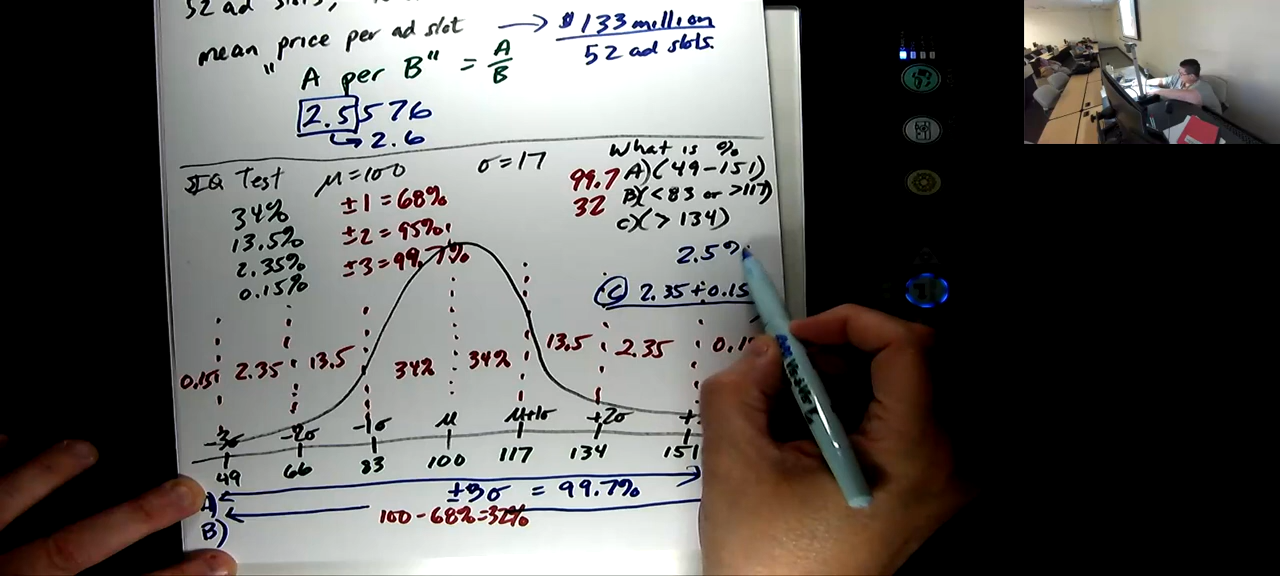 52 ad slots,
mean price per ad slot → $133 million
52 ad slots.
"A per B" = A/B
2.5576
2.6
IQ Test μ=100 σ=17
34%
13.5%
2.35%
0.15%
±1 = 68%
±2 = 95%
±3 = 99.7%
What is %
99.7 A)(49-151)
32 B)(<83 or >117)
C)(>134)
2.5%
C 2.35+0.15
0.15 2.35 13.5 34% 34% 13.5 2.35
-3σ -2σ -1σ μ μ+1σ +2σ
49 66 83 100 117 134 151
A) ±3σ = 99.7%
B) 100-68%=32%